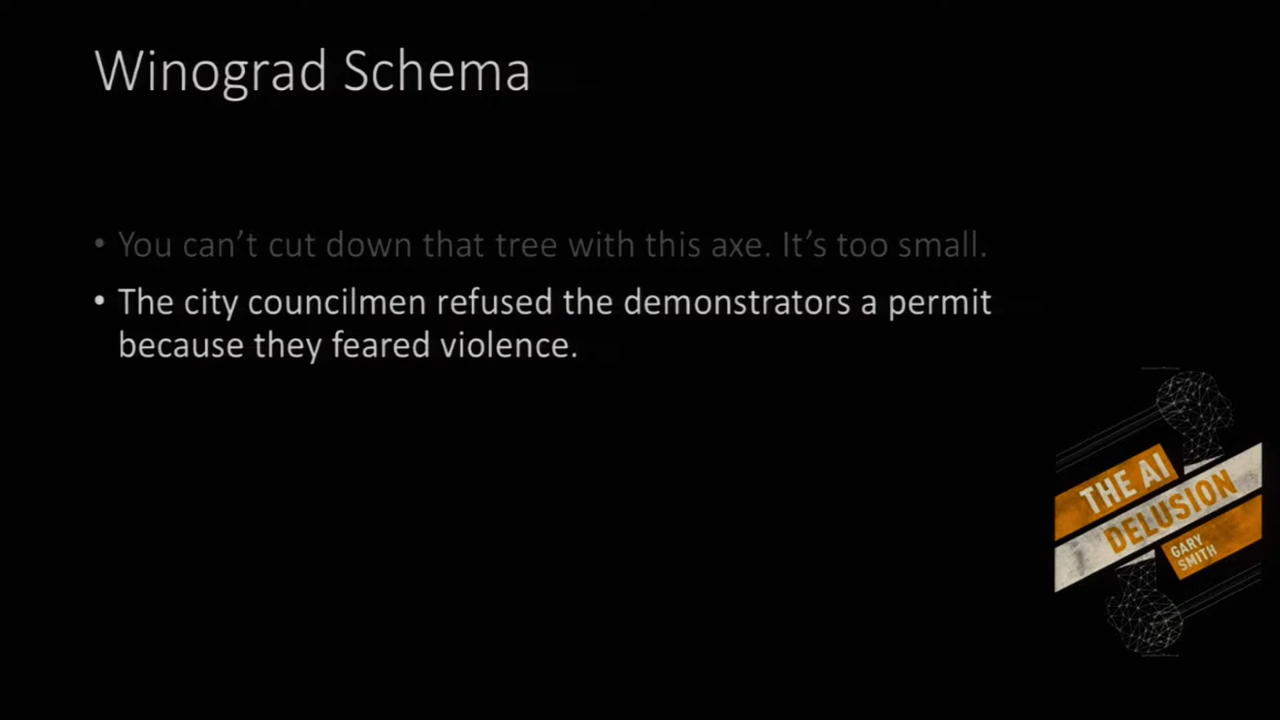 Winograd Schema
• You can't cut down that tree with this axe. It's too small.
• The city councilmen refused the demonstrators a permit
because they feared violence.
THE AI
DELUSION
GARY
SMITH